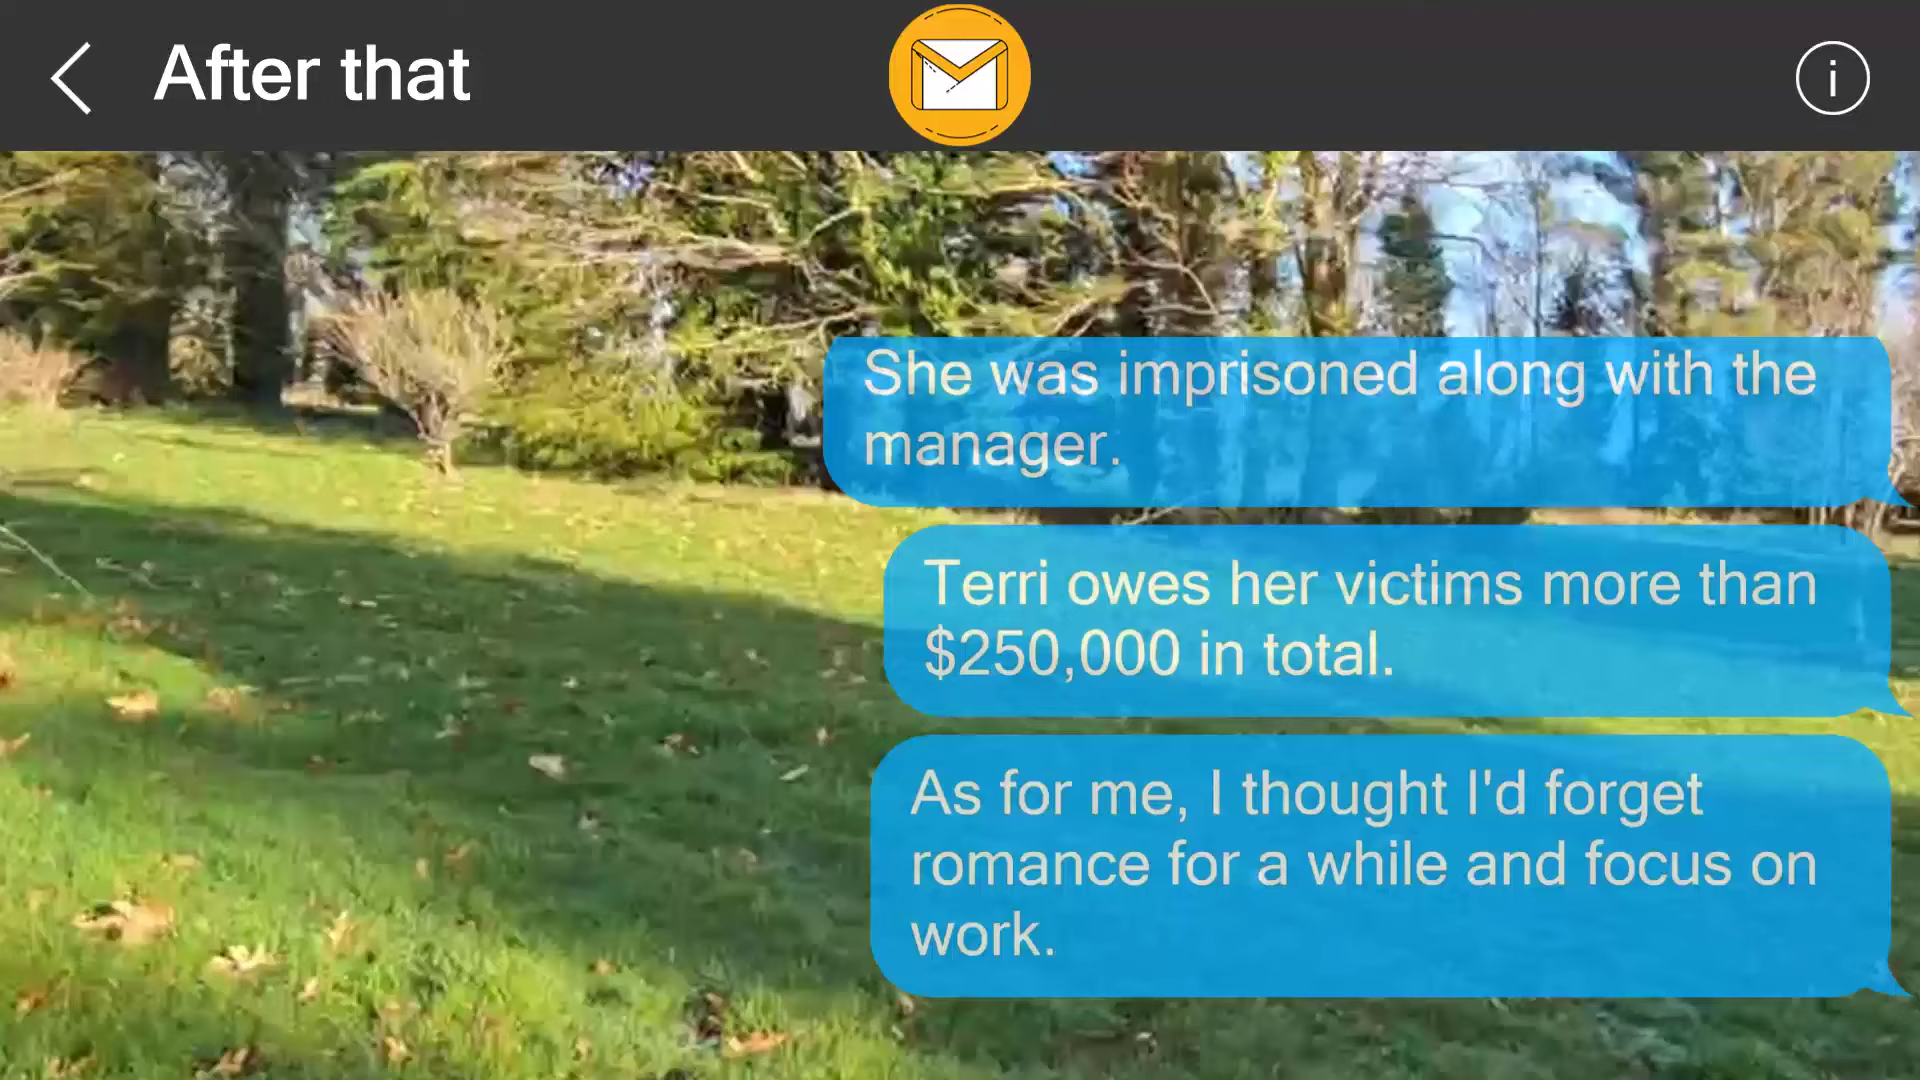 After that
i
She was imprisoned along with the
manager.
Terri owes her victims more than
$250,000 in total.
As for me, I thought I'd forget
romance for a while and focus on
work.